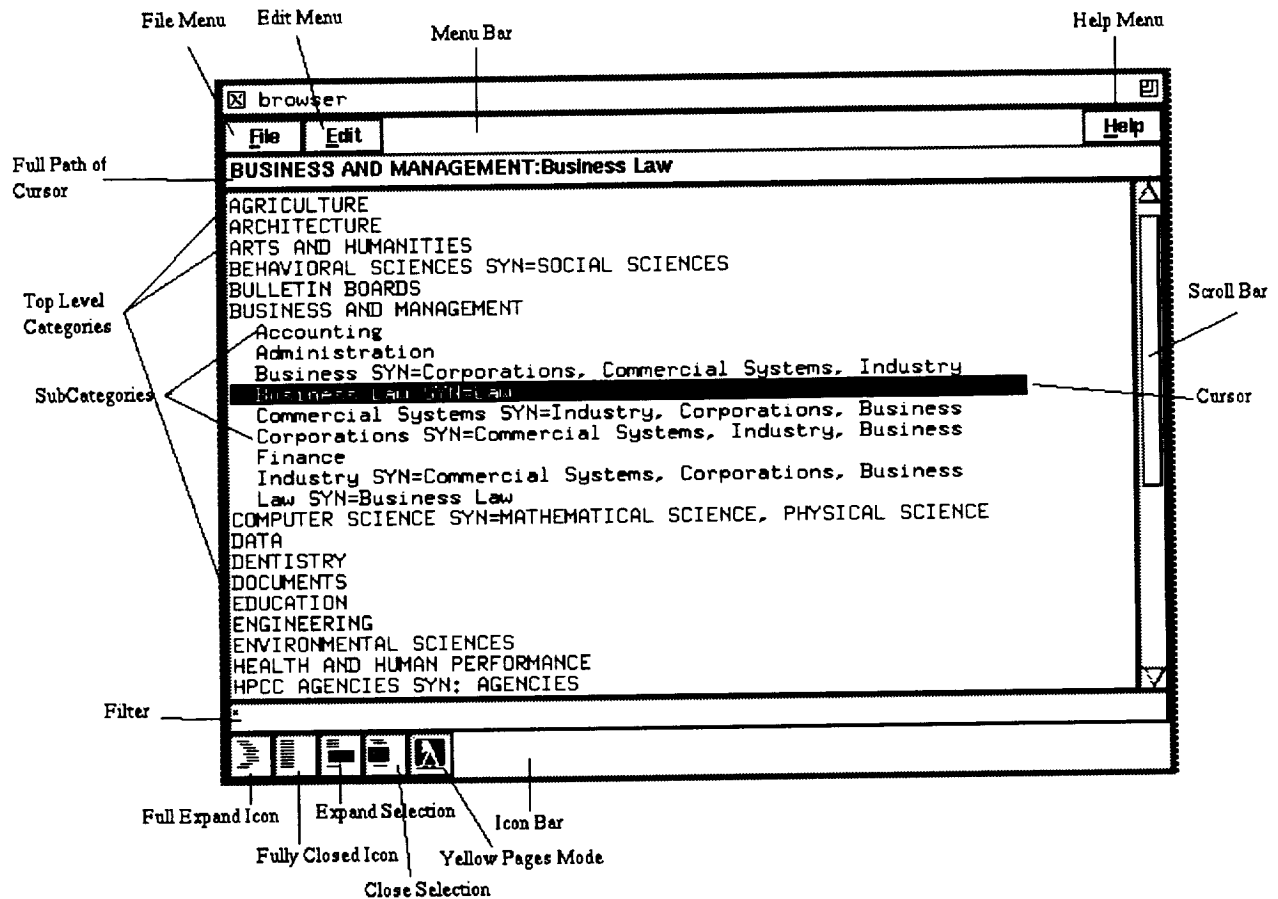 File Menu
Edit Menu
Menu Bar
Help Menu
browser
File
Edit
Help
Full Path of
Cursor
BUSINESS AND MANAGEMENT:Business Law
AGRICULTURE
ARCHITECTURE
ARTS AND HUMANITIES
BEHAVIORAL SCIENCES SYN=SOCIAL SCIENCES
BULLETIN BOARDS
BUSINESS AND MANAGEMENT
Accounting
Administration
Business SYN=Corporations, Commercial Systems, Industry
Business Law SYN=Law
Commercial Systems SYN=Industry, Corporations, Business
Corporations SYN=Commercial Systems, Industry, Business
Finance
Industry SYN=Commercial Systems, Corporations, Business
Law SYN=Business Law
COMPUTER SCIENCE SYN=MATHEMATICAL SCIENCE, PHYSICAL SCIENCE
DATA
DENTISTRY
DOCUMENTS
EDUCATION
ENGINEERING
ENVIRONMENTAL SCIENCES
HEALTH AND HUMAN PERFORMANCE
HPCC AGENCIES SYN: AGENCIES
Top Level
Categories
SubCategories
Scroll Bar
Cursor
Filter
*
Full Expand Icon
Expand Selection
Icon Bar
Fully Closed Icon
Yellow Pages Mode
Close Selection